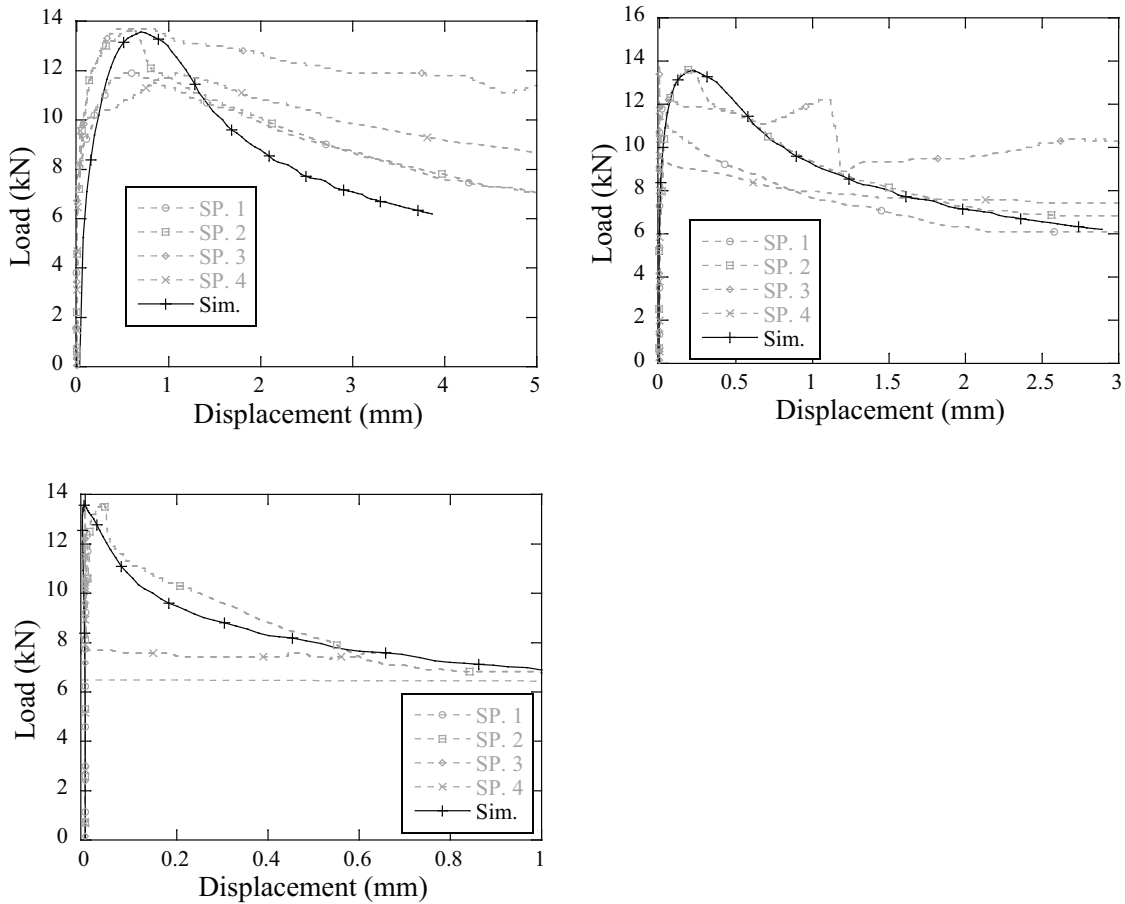 14
12
10
8
6
4
2
0
Load (kN)
SP. 1
SP. 2
SP. 3
SP. 4
Sim.
0
1
2
3
4
5
Displacement (mm)
16
14
12
10
8
6
4
2
0
Load (kN)
SP. 1
SP. 2
SP. 3
SP. 4
Sim.
0
0.5
1
1.5
2
2.5
3
Displacement (mm)
14
12
10
8
6
4
2
0
Load (kN)
SP. 1
SP. 2
SP. 3
SP. 4
Sim.
0
0.2
0.4
0.6
0.8
1
Displacement (mm)